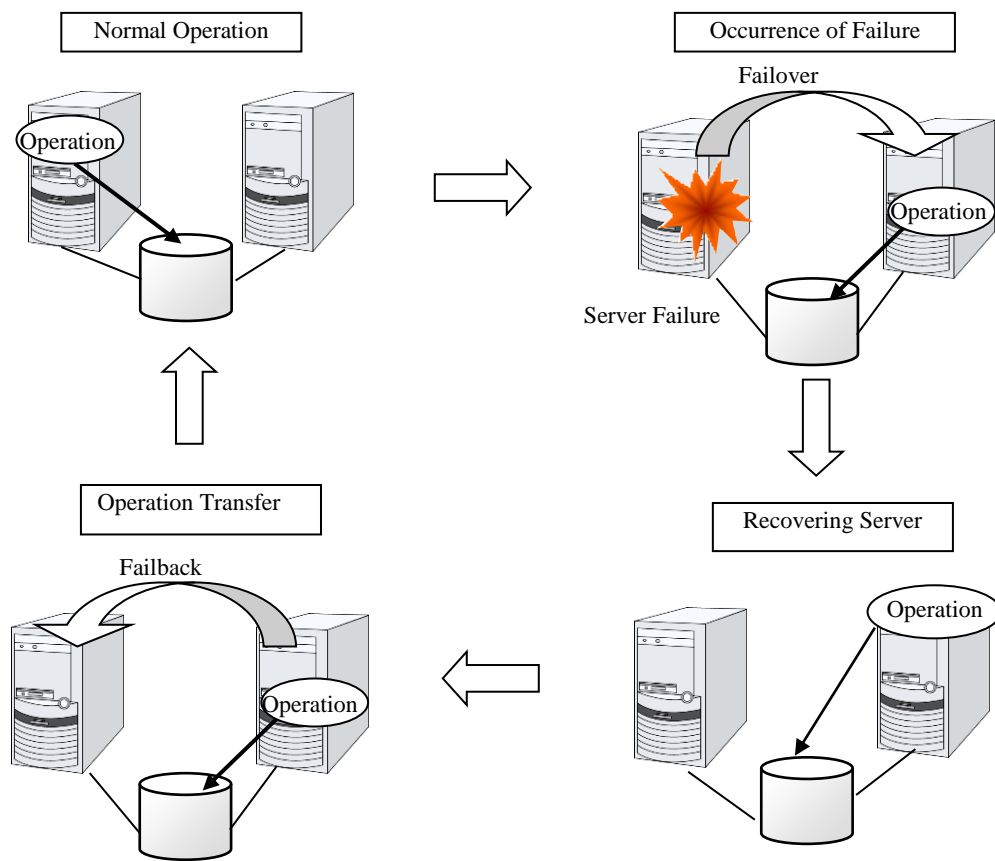 Normal Operation
Occurrence of Failure
Failover
Operation
Operation
Server Failure
Operation Transfer
Recovering Server
Failback
Operation
Operation